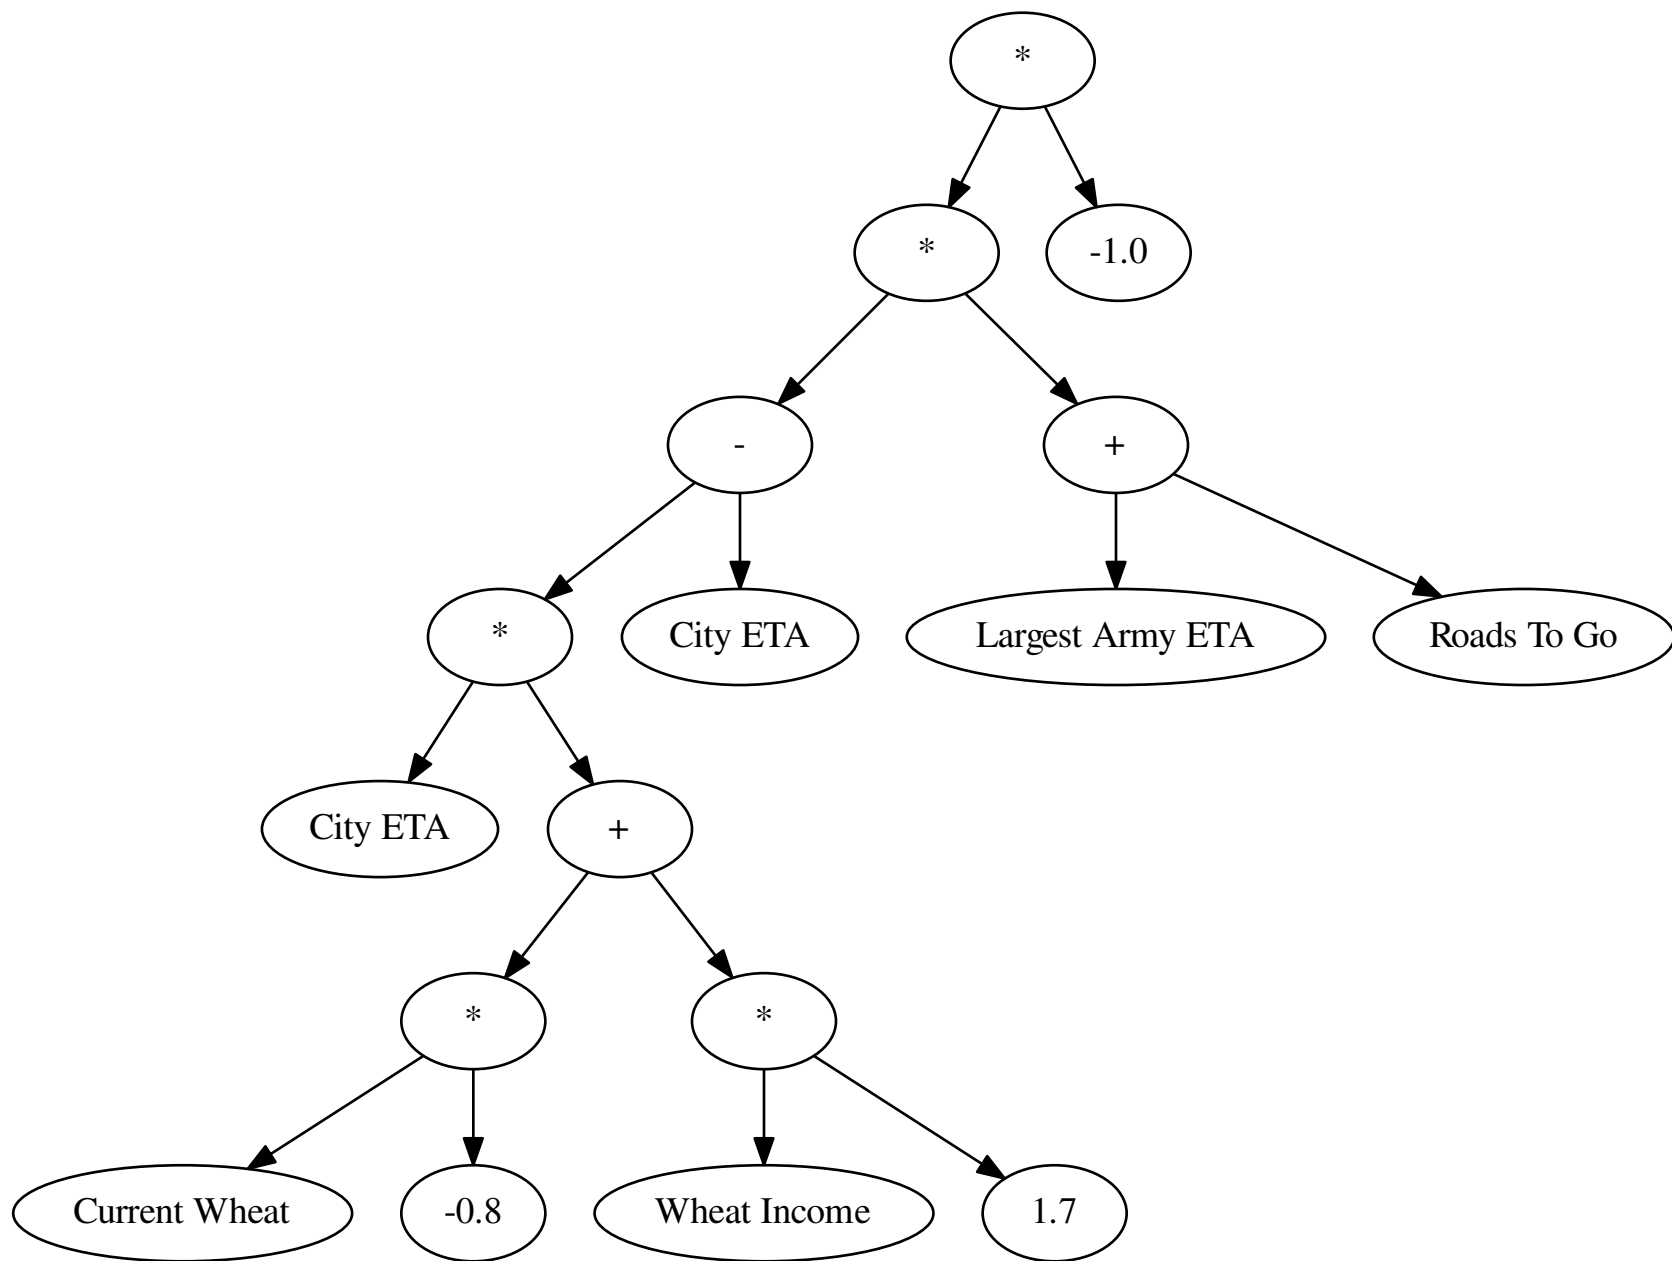 *
*
-1.0
-
+
*
City ETA
Largest Army ETA
Roads To Go
City ETA
+
*
*
Current Wheat
-0.8
Wheat Income
1.7